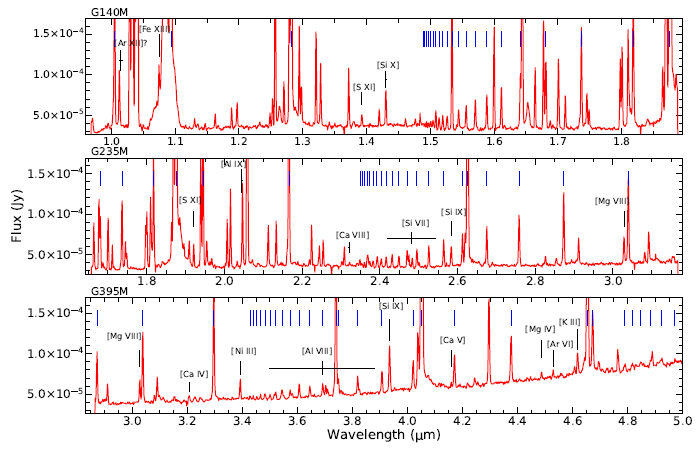 G140M
[Fe XIII]
[Ar XII]?
[S XI]
[Si X]
1.5×10⁻⁴
1.0×10⁻⁴
5.0×10⁻⁵
1.0 1.1 1.2 1.3 1.4 1.5 1.6 1.7 1.8
G235M
[Al IX]
[S XI]
[Ca VIII]
[Si VII]
[Si IX]
[Mg VIII]
1.5×10⁻⁴
1.0×10⁻⁴
5.0×10⁻⁵
Flux (Jy)
1.8 2.0 2.2 2.4 2.6 2.8 3.0
G395M
[Mg VIII]
[Ca IV]
[Ni III]
[Al VIII]
[Si IX]
[Ca V]
[Mg IV]
[Ar VI]
[K III]
1.5×10⁻⁴
1.0×10⁻⁴
5.0×10⁻⁵
3.0 3.2 3.4 3.6 3.8 4.0 4.2 4.4 4.6 4.8 5.0
Wavelength (μm)